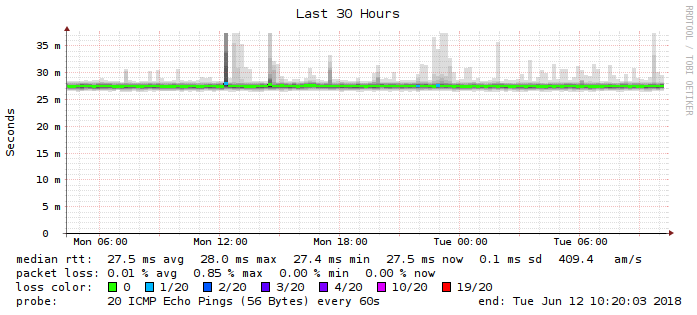 Last 30 Hours
RRDTOOL / TOBI OETIKER
Seconds
35 m
30 m
25 m
20 m
15 m
10 m
5 m
0
Mon 06:00 Mon 12:00 Mon 18:00 Tue 00:00 Tue 06:00
median rtt: 27.5 ms avg 28.0 ms max 27.4 ms min 27.5 ms now 0.1 ms sd 409.4 am/s
packet loss: 0.01 % avg 0.85 % max 0.00 % min 0.00 % now
loss color: 0 1/20 2/20 3/20 4/20 10/20 19/20
probe: 20 ICMP Echo Pings (56 Bytes) every 60s end: Tue Jun 12 10:20:03 2018